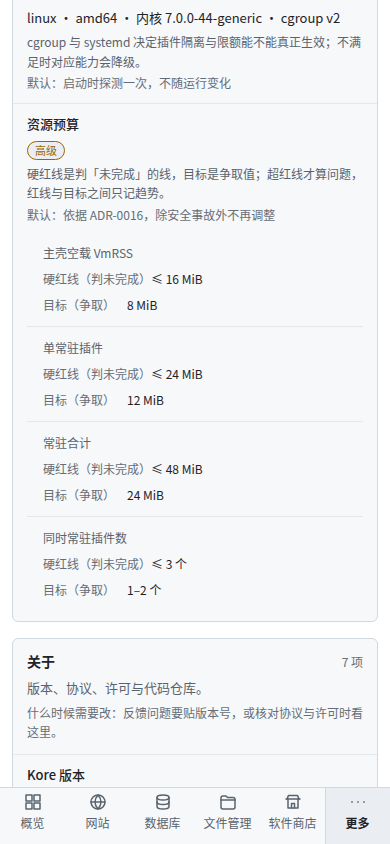 linux · amd64 · 内核 7.0.0-44-generic · cgroup v2
cgroup 与 systemd 决定插件隔离与限额能不能真正生效；不满
足时对应能力会降级。
默认：启动时探测一次，不随运行变化
资源预算
高级
硬红线是判「未完成」的线，目标是争取值；超红线才算问题，
红线与目标之间只记趋势。
默认：依据 ADR-0016，除安全事故外不再调整
主壳空载 VmRSS
硬红线（判未完成） ≤ 16 MiB
目标（争取） 8 MiB
单常驻插件
硬红线（判未完成） ≤ 24 MiB
目标（争取） 12 MiB
常驻合计
硬红线（判未完成） ≤ 48 MiB
目标（争取） 24 MiB
同时常驻插件数
硬红线（判未完成） ≤ 3 个
目标（争取） 1–2 个
关于 7 项
版本、协议、许可与代码仓库。
什么时候需要改：反馈问题要贴版本号，或核对协议与许可时看
这里。
Kore 版本
概览 网站 数据库 文件管理 软件商店 更多